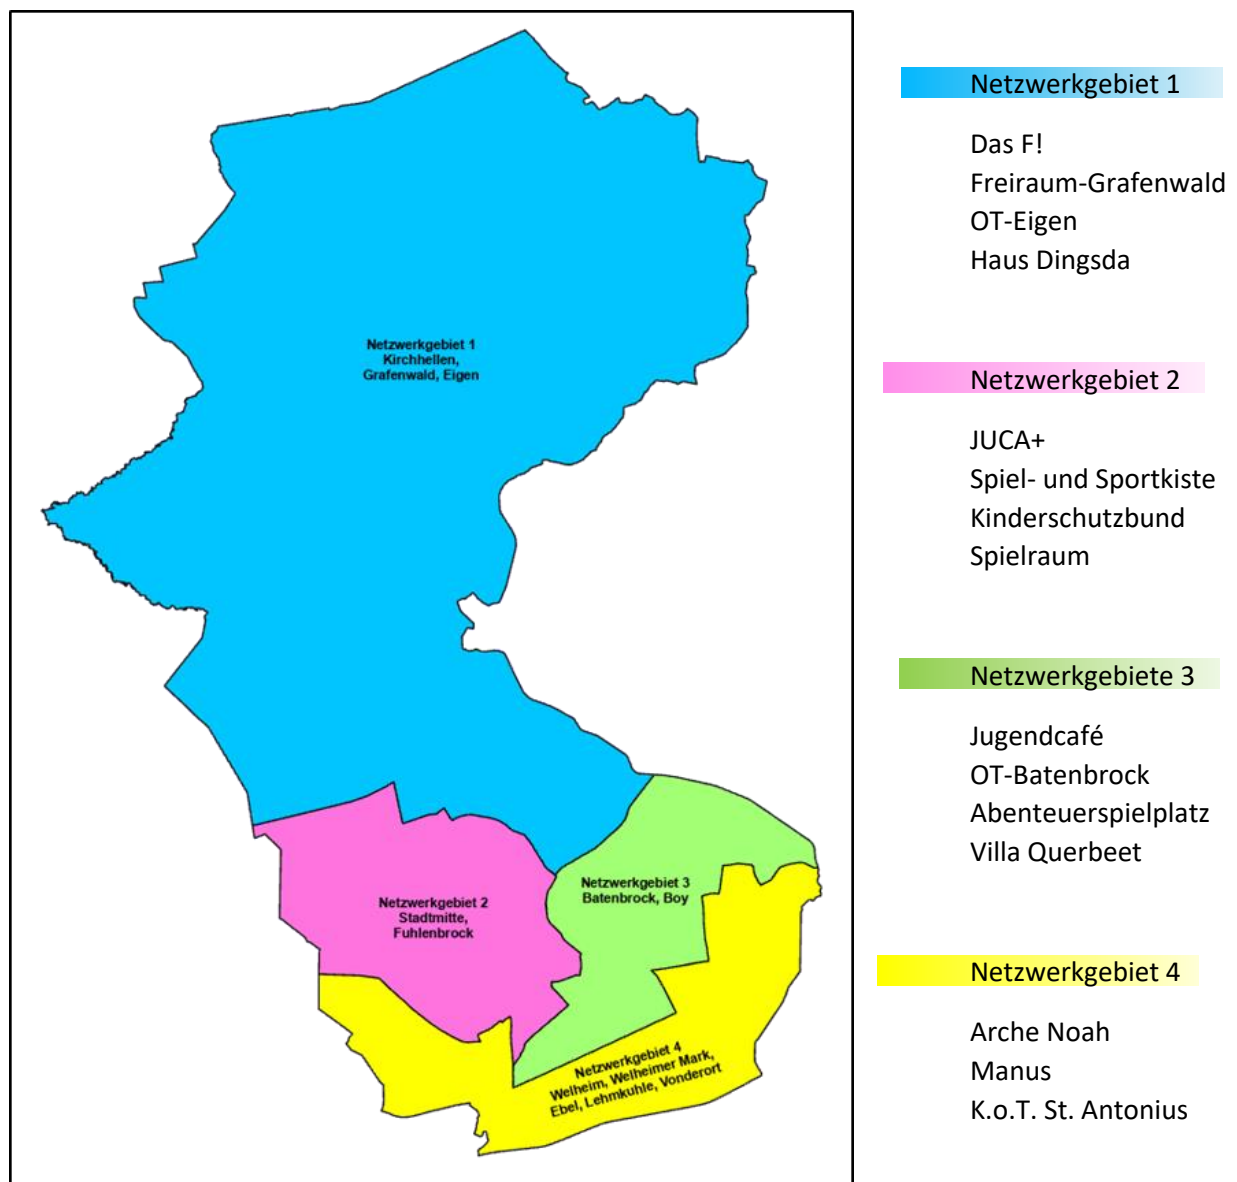 Netzwerkgebiet 1
Kirchhellen,
Grafenwald, Eigen
Netzwerkgebiet 2
Stadtmitte,
Fuhlenbrock
Netzwerkgebiet 3
Batenbrock, Boy
Netzwerkgebiet 4
Welheim, Welheimer Mark,
Ebel, Lehmkuhle, Vonderort
Netzwerkgebiet 1
Das F!
Freiraum-Grafenwald
OT-Eigen
Haus Dingsda
Netzwerkgebiet 2
JUCA+
Spiel- und Sportkiste
Kinderschutzbund
Spielraum
Netzwerkgebiete 3
Jugendcafé
OT-Batenbrock
Abenteuerspielplatz
Villa Querbeet
Netzwerkgebiet 4
Arche Noah
Manus
K.o.T. St. Antonius